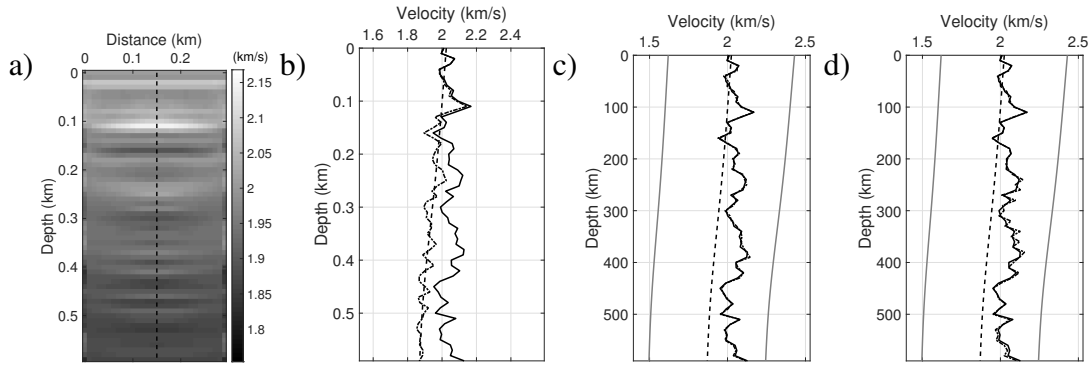 a)
Distance (km)
0 0.1 0.2
(km/s)
Depth (km)
0
0.1
0.2
0.3
0.4
0.5
2.15
2.1
2.05
2
1.95
1.9
1.85
1.8
b)
Velocity (km/s)
1.6 1.8 2 2.2 2.4
Depth (km)
0
0.1
0.2
0.3
0.4
0.5
c)
Velocity (km/s)
1.5 2 2.5
Depth (km)
0
100
200
300
400
500
d)
Velocity (km/s)
1.5 2 2.5
Depth (km)
0
100
200
300
400
500